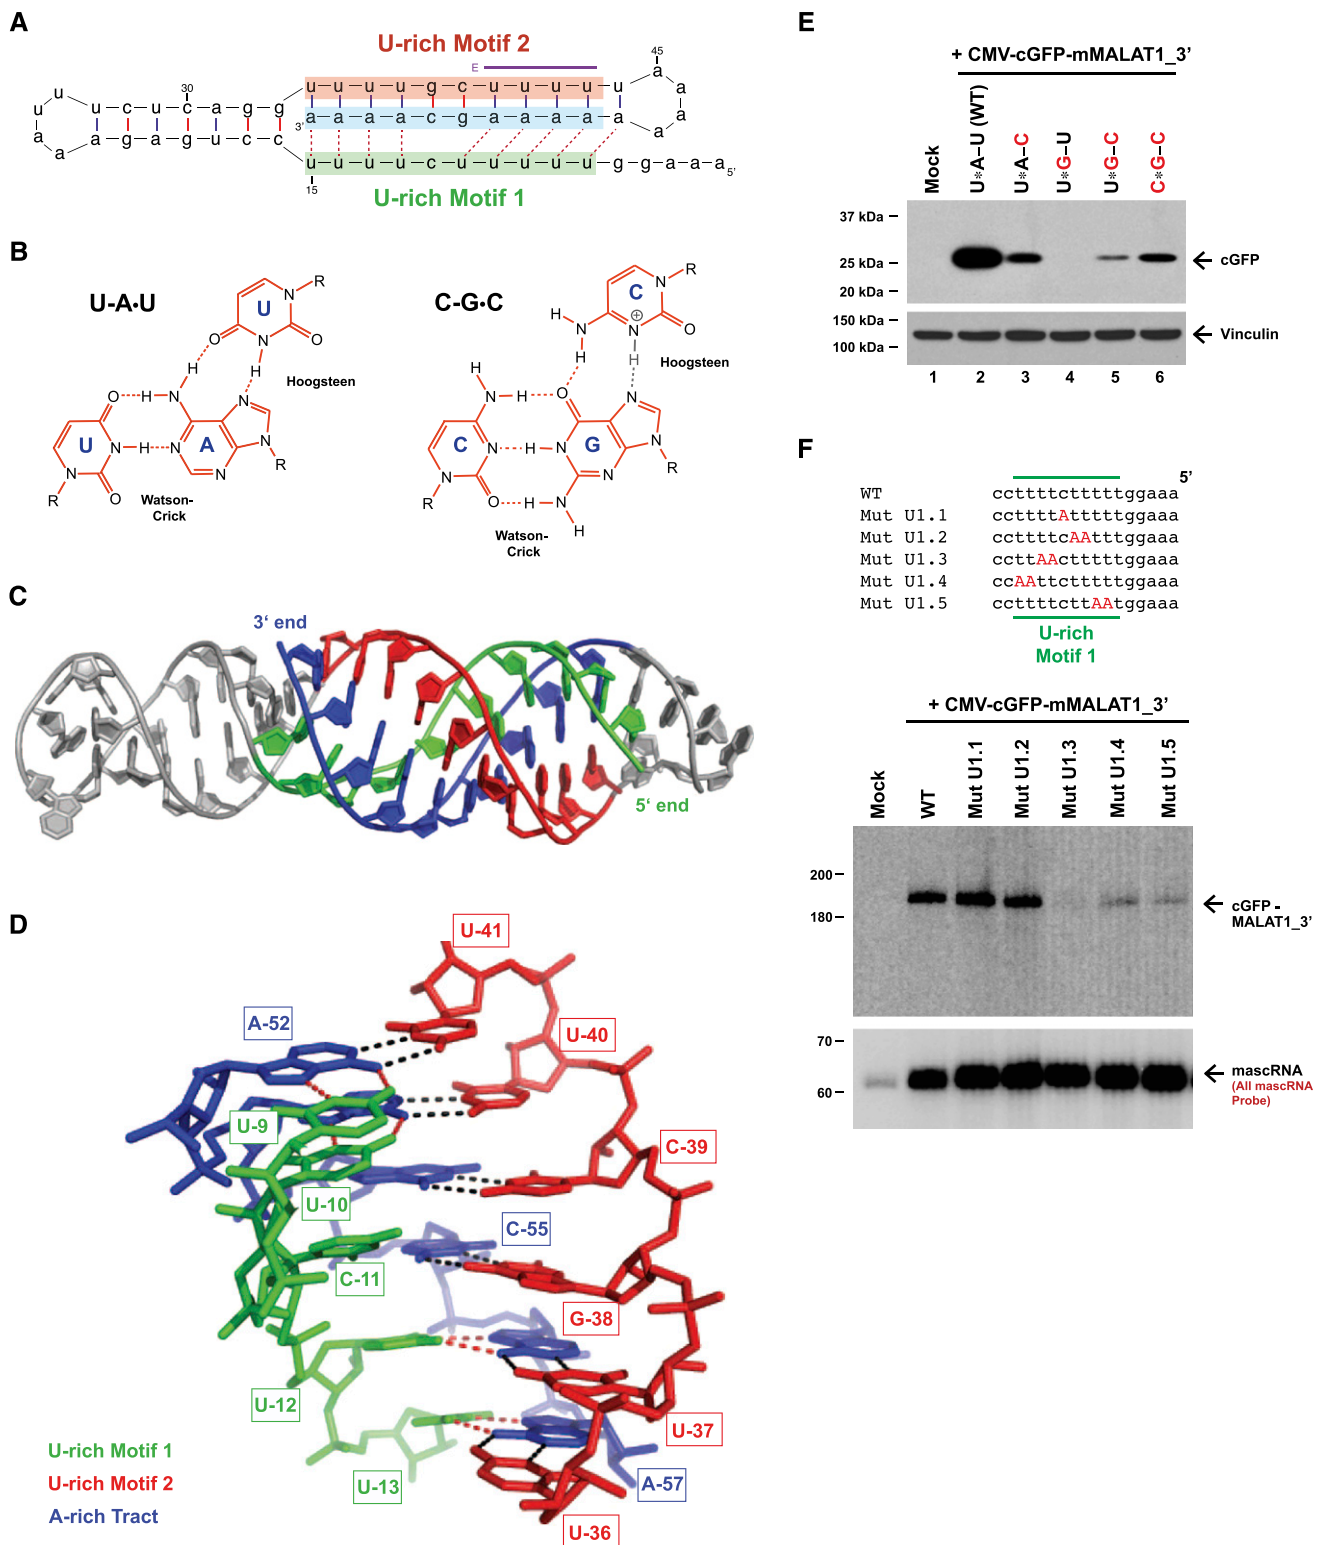 A
U-rich Motif 2
E
45
30
u u u c u c a g g u u u u g c u u u u u a a a a a
a a a g a g u c c 3' a a a a c g a a a a a
u u u u c u u u u u g g a a a 5'
15
U-rich Motif 1
B
U-A•U
C-G•C
U
A
Hoogsteen
Watson-
Crick
C
G
C
Hoogsteen
Watson-
Crick
C
3' end
5' end
D
U-41
A-52
U-40
U-9
C-39
U-10
C-55
C-11
G-38
U-12
U-37
U-13
A-57
U-36
U-rich Motif 1
U-rich Motif 2
A-rich Tract
E
+ CMV-cGFP-mMALAT1_3'
Mock
U*A-U (WT)
U*A-C
U*G-U
U*G-C
C*G-C
37 kDa
25 kDa
20 kDa
cGFP
150 kDa
100 kDa
Vinculin
1 2 3 4 5 6
F
5'
WT ccttttctttttggaaa
Mut U1.1 ccttttAtttttggaaa
Mut U1.2 ccttttcAAtttggaaa
Mut U1.3 ccttAActttttggaaa
Mut U1.4 ccAAttctttttggaaa
Mut U1.5 ccttttcttAAtggaaa
U-rich
Motif 1
+ CMV-cGFP-mMALAT1_3'
Mock
WT
Mut U1.1
Mut U1.2
Mut U1.3
Mut U1.4
Mut U1.5
200
180
cGFP -
MALAT1_3'
70
60
mascRNA
(All mascRNA
Probe)